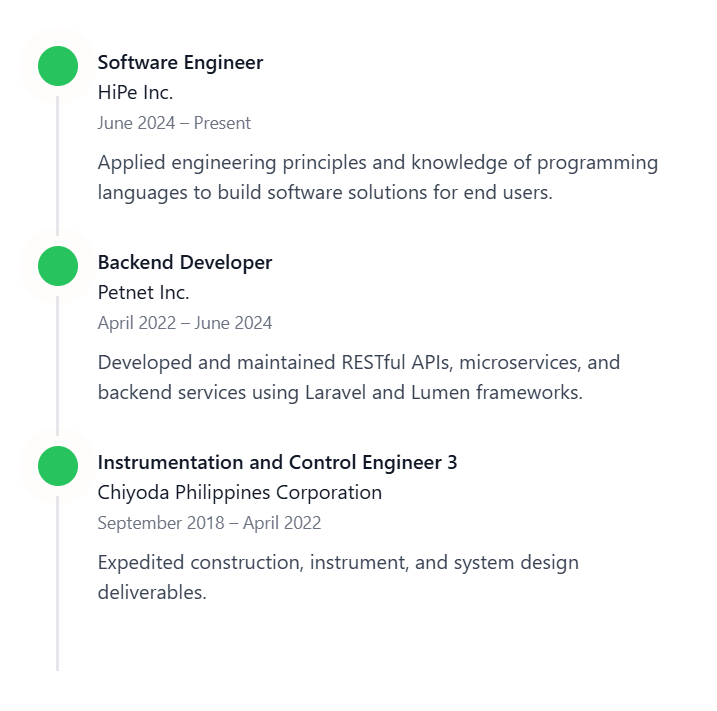 Software Engineer
HiPe Inc.
June 2024 – Present
Applied engineering principles and knowledge of programming
languages to build software solutions for end users.
Backend Developer
Petnet Inc.
April 2022 – June 2024
Developed and maintained RESTful APIs, microservices, and
backend services using Laravel and Lumen frameworks.
Instrumentation and Control Engineer 3
Chiyoda Philippines Corporation
September 2018 – April 2022
Expedited construction, instrument, and system design
deliverables.